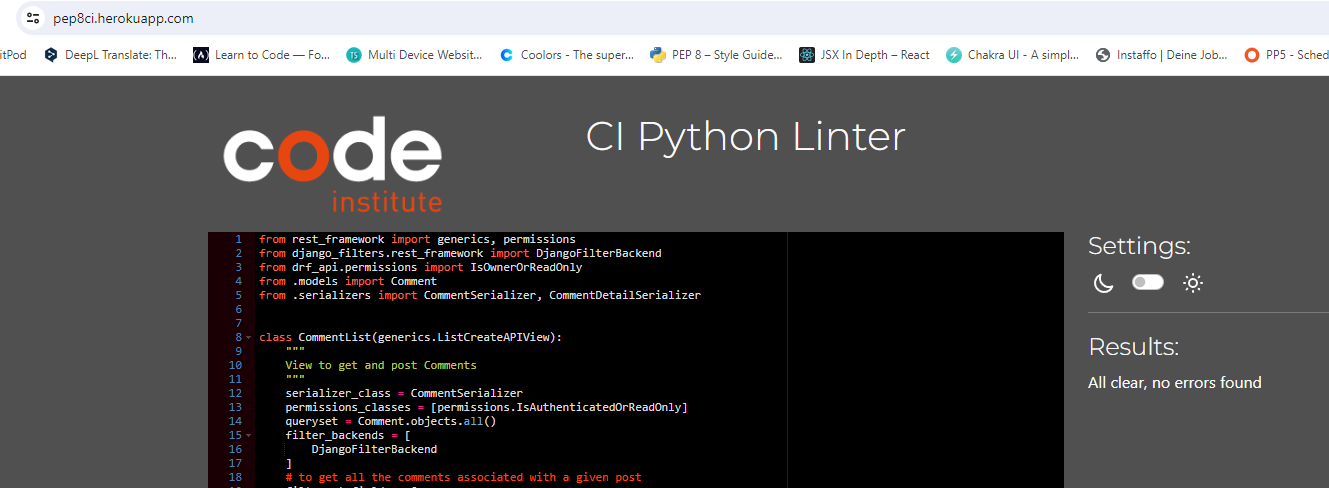 pep8ci.herokuapp.com
itPod DeepL Translate: Th... Learn to Code — Fo... Multi Device Websit... Coolors - The super... PEP 8 – Style Guide... JSX In Depth – React Chakra UI - A simpl... Instaffo | Deine Job... PP5 - Sched
code
institute
CI Python Linter
1 from rest_framework import generics, permissions
2 from django_filters.rest_framework import DjangoFilterBackend
3 from drf_api.permissions import IsOwnerOrReadOnly
4 from .models import Comment
5 from .serializers import CommentSerializer, CommentDetailSerializer
6
7
8 class CommentList(generics.ListCreateAPIView):
9 """
10 View to get and post Comments
11 """
12 serializer_class = CommentSerializer
13 permissions_classes = [permissions.IsAuthenticatedOrReadOnly]
14 queryset = Comment.objects.all()
15 filter_backends = [
16 DjangoFilterBackend
17 ]
18 # to get all the comments associated with a given post
Settings:
Results:
All clear, no errors found